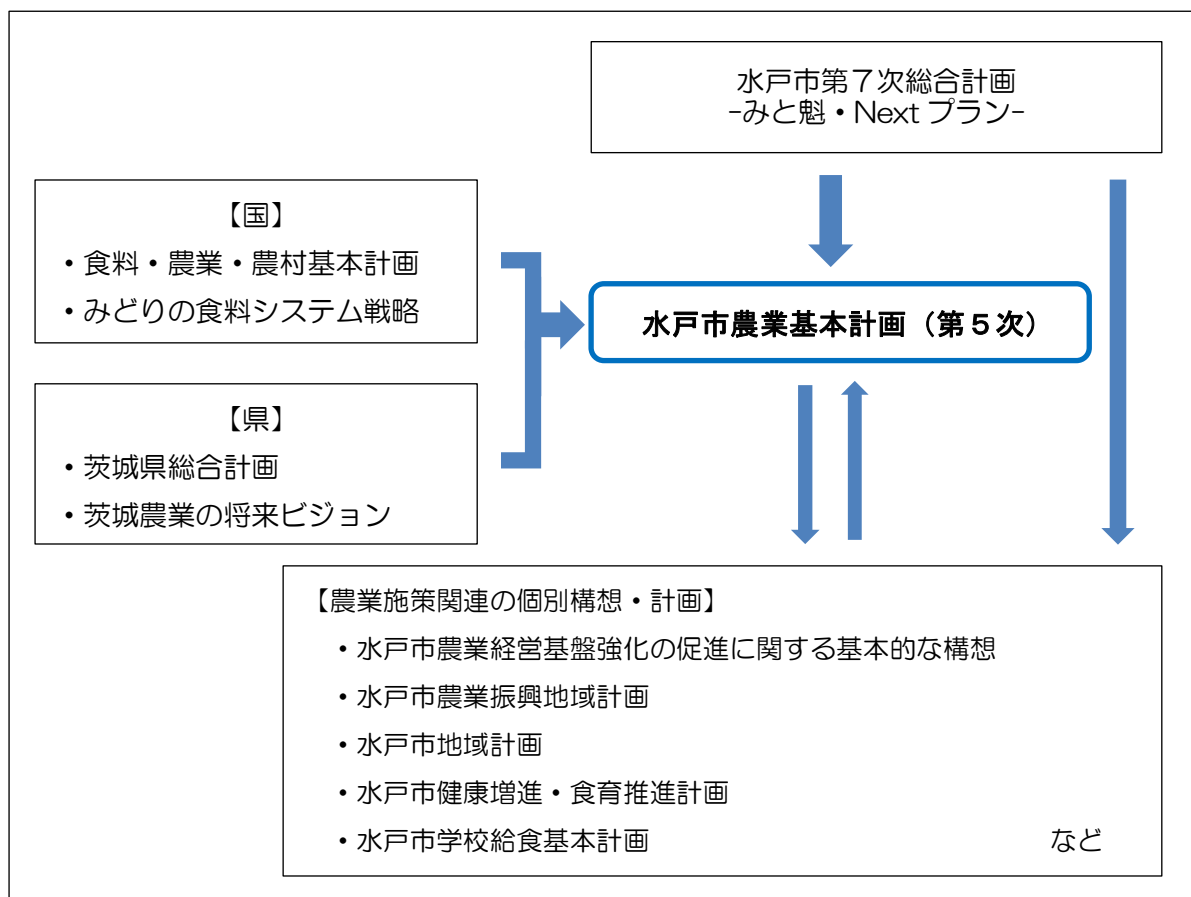 水戸市第７次総合計画
-みと魁・Next プラン-
【国】
・食料・農業・農村基本計画
・みどりの食料システム戦略
水戸市農業基本計画（第５次）
【県】
・茨城県総合計画
・茨城農業の将来ビジョン
【農業施策関連の個別構想・計画】
・水戸市農業経営基盤強化の促進に関する基本的な構想
・水戸市農業振興地域計画
・水戸市地域計画
・水戸市健康増進・食育推進計画
・水戸市学校給食基本計画 など